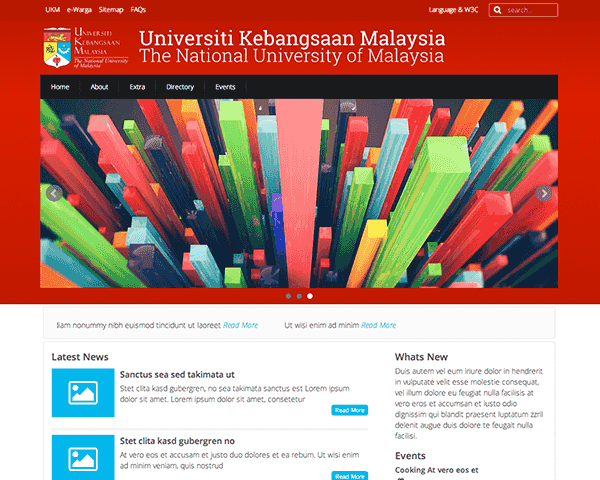 UKM e-Warga Sitemap FAQs Language & W3C search...
UNIVERSITI
KEBANGSAAN
MALAYSIA
The National University
of Malaysia
Universiti Kebangsaan Malaysia
The National University of Malaysia
Home About Extra Directory Events
llam nonummy nibh euismod tincidunt ut laoreet Read More Ut wisi enim ad minim Read More
Latest News
Sanctus sea sed takimata ut
Stet clita kasd gubergren, no sea takimata sanctus est Lorem ipsum
dolor sit amet. Lorem ipsum dolor sit amet, consetetur
Read More
Stet clita kasd gubergren no
At vero eos et accusam et justo duo dolores et ea rebum. Ut wisi enim
ad minim veniam, quis nostrud
Read More
Whats New
Duis autem vel eum iriure dolor in hendrerit
in vulputate velit esse molestie consequat,
vel illum dolore eu feugiat nulla facilisis at
vero eros et accumsan et iusto odio
dignissim qui blandit praesent luptatum zzril
delenit augue duis dolore te feugait nulla
facilisi.
Events
Cooking At vero eos et